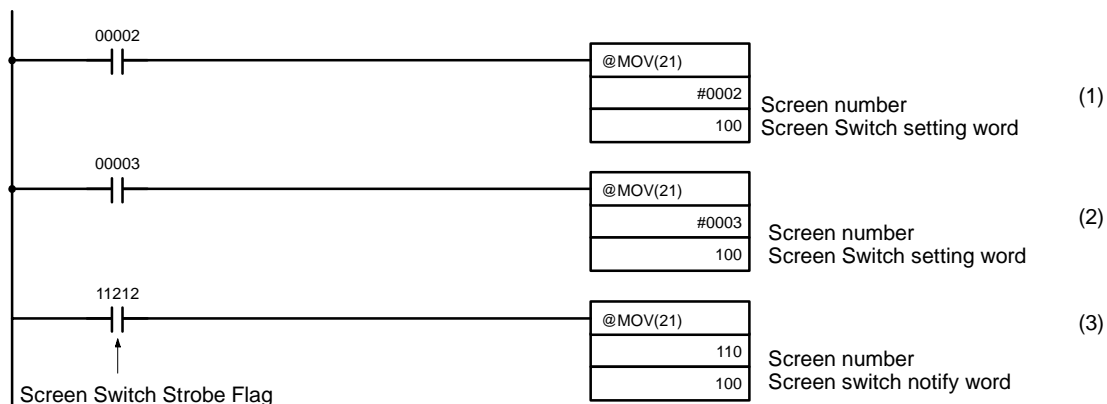 00002
@MOV(21)
#0002
Screen number
(1)
100
Screen Switch setting word
00003
@MOV(21)
#0003
Screen number
(2)
100
Screen Switch setting word
11212
@MOV(21)
(3)
110
Screen number
100
Screen switch notify word
Screen Switch Strobe Flag